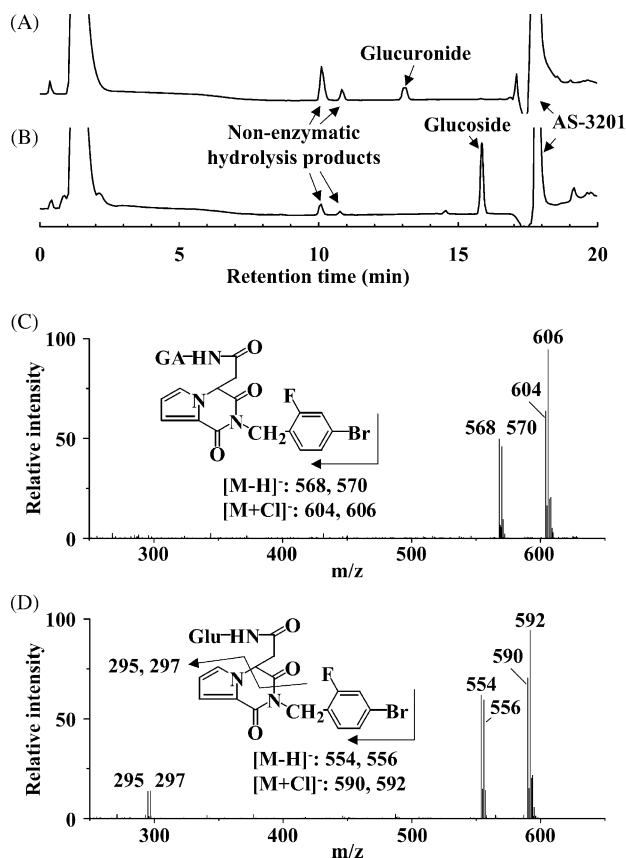 (A)
Glucuronide
Non-enzymatic
hydrolysis products
AS-3201
(B)
Glucoside
0 5 10 15 20
Retention time (min)
(C)
100
50
0
Relative intensity
GA-HN
O
N
O
N
O
CH2
F
Br
[M-H]-: 568, 570
[M+Cl]-: 604, 606
568 570
604
606
300 400 500 600
m/z
(D)
100
50
0
Relative intensity
Glu-HN
O
N
O
N
O
CH2
F
Br
295, 297
[M-H]-: 554, 556
[M+Cl]-: 590, 592
295 297
554
556
590
592
300 400 500 600
m/z